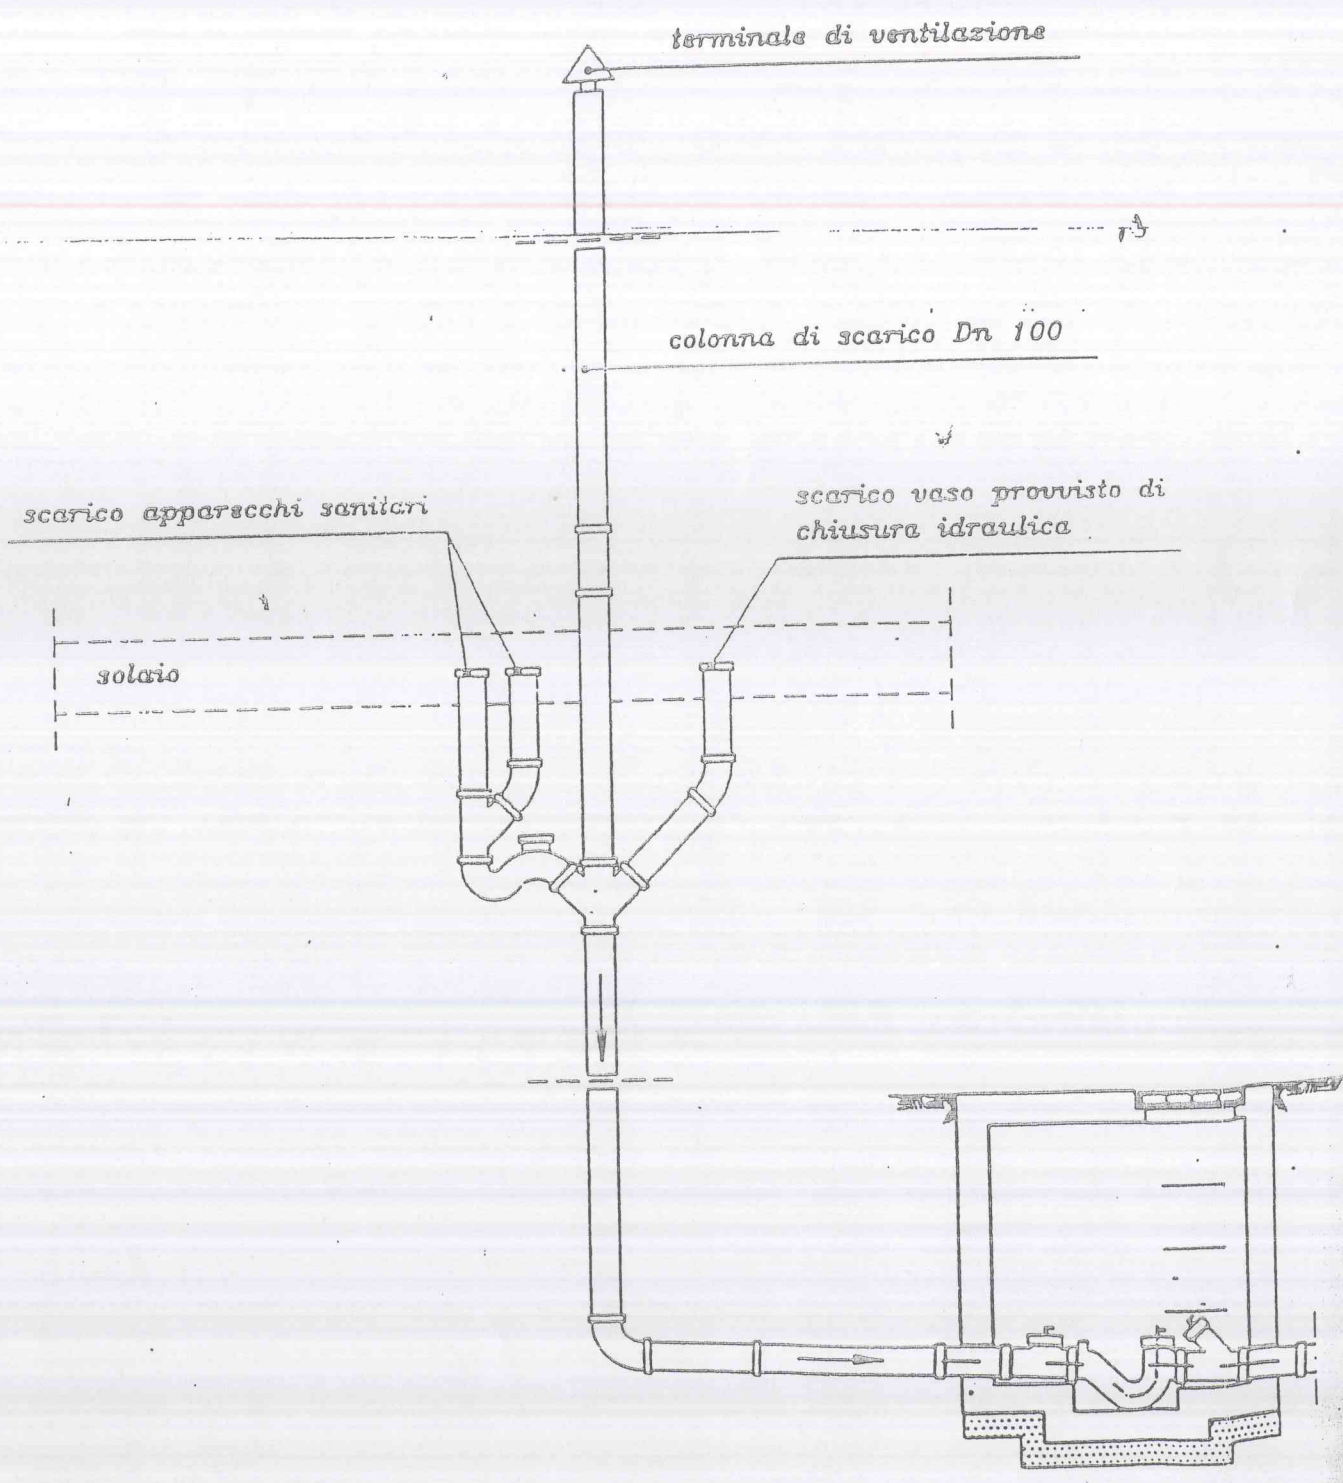 terminale di ventilazione
colonna di scarico Dn 100
scarico vaso provvisto di
chiusura idraulica
scarico apparecchi sanitari
solaio